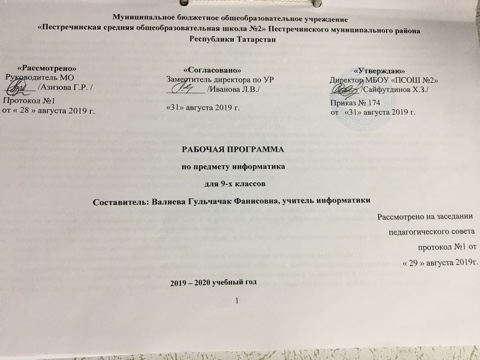 Муниципальное бюджетное общеобразовательное учреждение
«Пестречинская средняя общеобразовательная школа №2» Пестречинского муниципального района
Республики Татарстан
«Рассмотрено»
Руководитель МО
/Азизова Г.Р. /
Протокол №1
от « 28 » августа 2019 г.
«Согласовано»
Заместитель директора по УР
/Иванова Л.В./
«31» августа 2019 г.
«Утверждаю»
Директор МБОУ «ПСОШ №2»
/Сайфутдинов Х.З./
Приказ № 174
от «31» августа 2019 г.
РАБОЧАЯ ПРОГРАММА
по предмету информатика
для 9-х классов
Составитель: Валиева Гульчачак Фанисовна, учитель информатики
Рассмотрено на заседании
педагогического совета
протокол №1 от
« 29 » августа 2019г.
2019 – 2020 учебный год
1